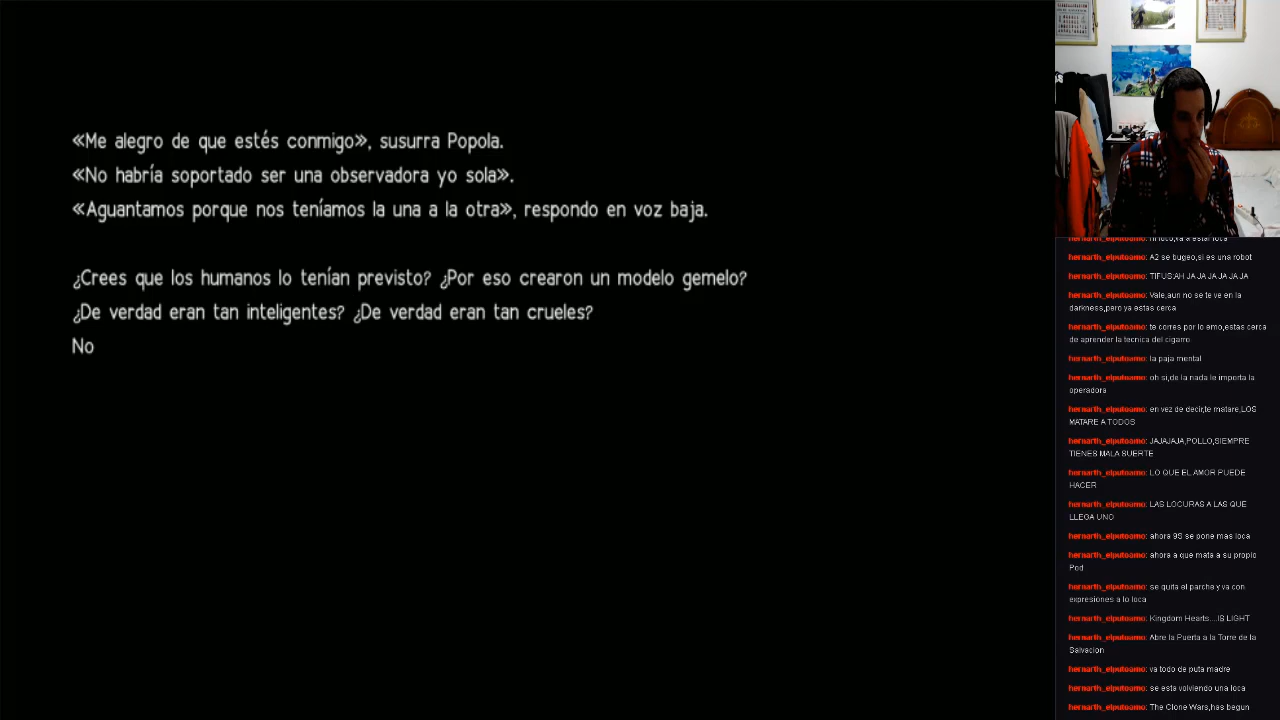 «Me alegro de que estés conmigo», susurra Popola.
«No habría soportado ser una observadora yo sola».
«Aguantamos porque nos teníamos la una a la otra», respondo en voz baja.
¿Crees que los humanos lo tenían previsto? ¿Por eso crearon un modelo gemelo?
¿De verdad eran tan inteligentes? ¿De verdad eran tan crueles?
No
hernarth_elputoamo: A2 se bugeo,si es una robot
hernarth_elputoamo: TIFUS:AH JA JA JA JA JA JA
hernarth_elputoamo: Vale,aun no se te ve en la
darkness,pero ya estas cerca
hernarth_elputoamo: te corres por lo emo,estas cerca
de aprender la tecnica del cigarro
hernarth_elputoamo: la paja mental
hernarth_elputoamo: oh si,de la nada le importa la
operadora
hernarth_elputoamo: en vez de decir,te matare,LOS
MATARE A TODOS
hernarth_elputoamo: JAJAJAJA,POLLO,SIEMPRE
TIENES MALA SUERTE
hernarth_elputoamo: LO QUE EL AMOR PUEDE
HACER
hernarth_elputoamo: LAS LOCURAS A LAS QUE
LLEGA UNO
hernarth_elputoamo: ahora 9S se pone mas loca
hernarth_elputoamo: ahora a que mata a su propio
Pod
hernarth_elputoamo: se quita el parche y va con
expresiones a lo loca
hernarth_elputoamo: Kingdom Hearts....IS LIGHT
hernarth_elputoamo: Abre la Puerta a la Torre de la
Salvacion
hernarth_elputoamo: va todo de puta madre
hernarth_elputoamo: se esta volviendo una loca
hernarth_elputoamo: The Clone Wars,has begun